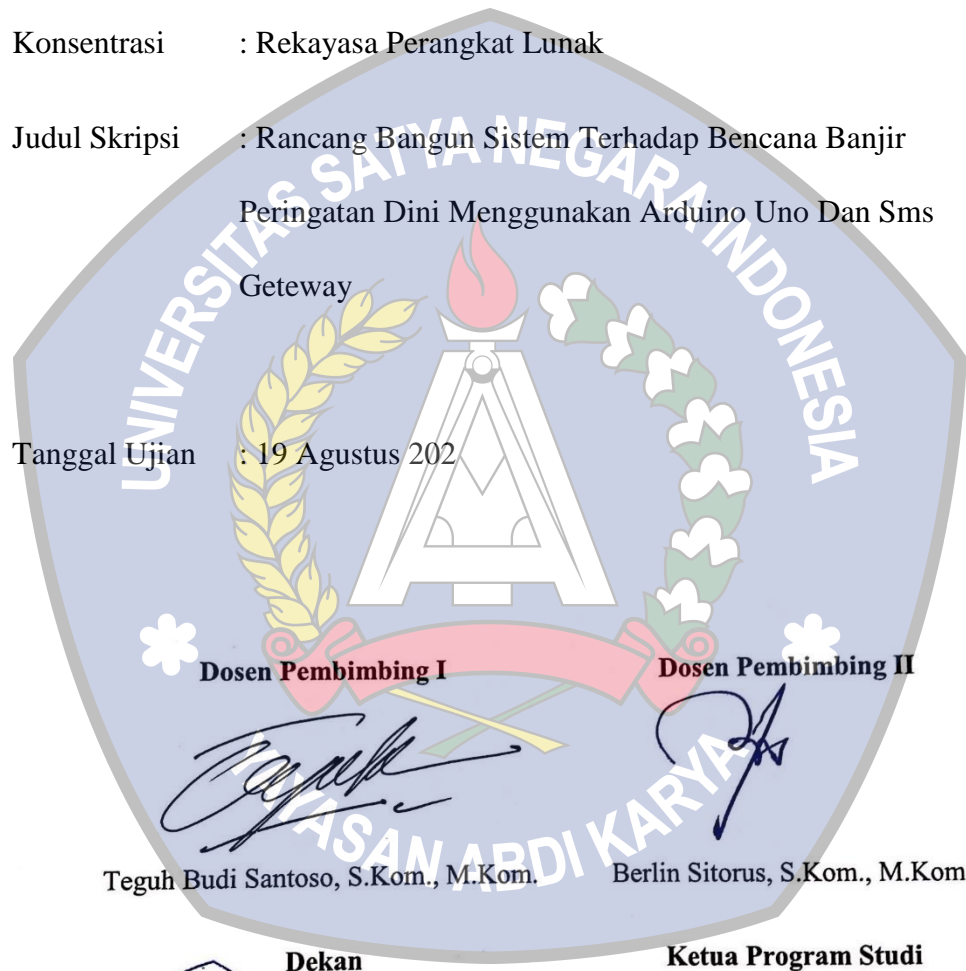 Konsentrasi : Rekayasa Perangkat Lunak
Judul Skripsi : Rancang Bangun Sistem Terhadap Bencana Banjir
Peringatan Dini Menggunakan Arduino Uno Dan Sms
Geteway
Tanggal Ujian : 19 Agustus 202
UNIVERSITAS SATYA NEGARA INDONESIA
Dosen Pembimbing I Dosen Pembimbing II
YAYASAN ABDI KARYA
Teguh Budi Santoso, S.Kom., M.Kom. Berlin Sitorus, S.Kom., M.Kom
Dekan Ketua Program Studi